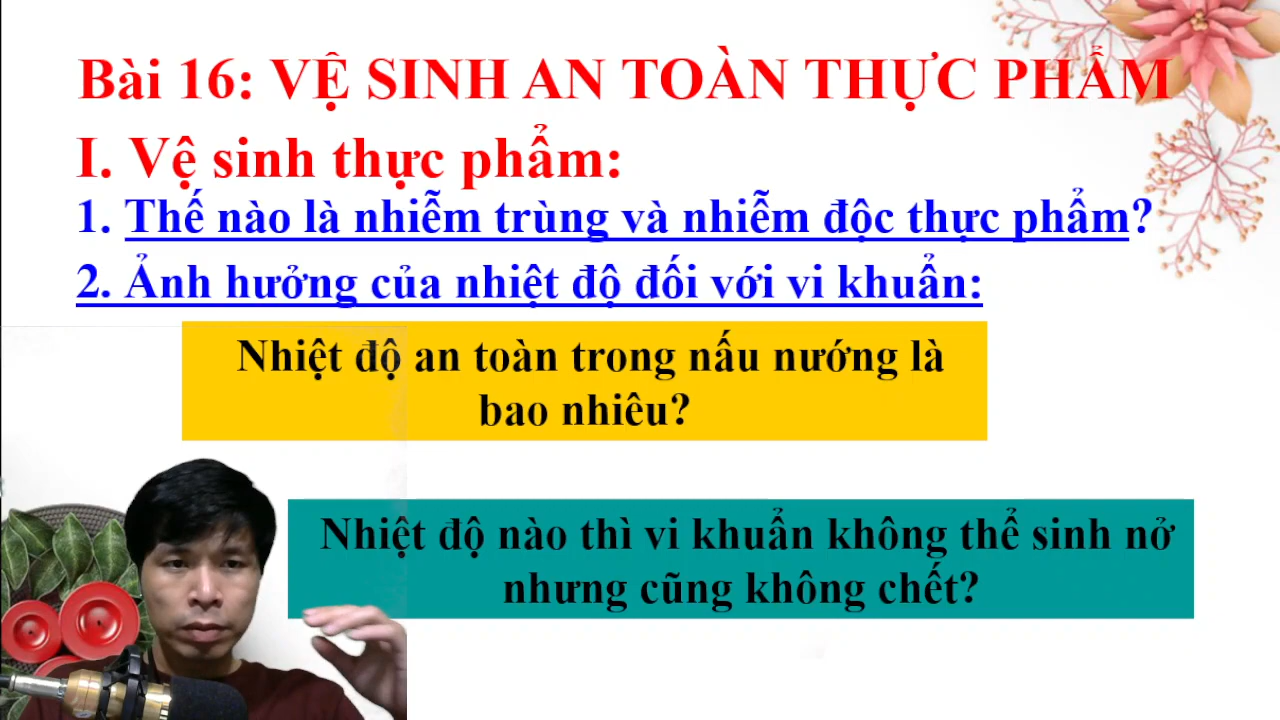 Bài 16: VỆ SINH AN TOÀN THỰC PHẨM
I. Vệ sinh thực phẩm:
1. Thế nào là nhiễm trùng và nhiễm độc thực phẩm?
2. Ảnh hưởng của nhiệt độ đối với vi khuẩn:
Nhiệt độ an toàn trong nấu nướng là
bao nhiêu?
Nhiệt độ nào thì vi khuẩn không thể sinh nở
nhưng cũng không chết?